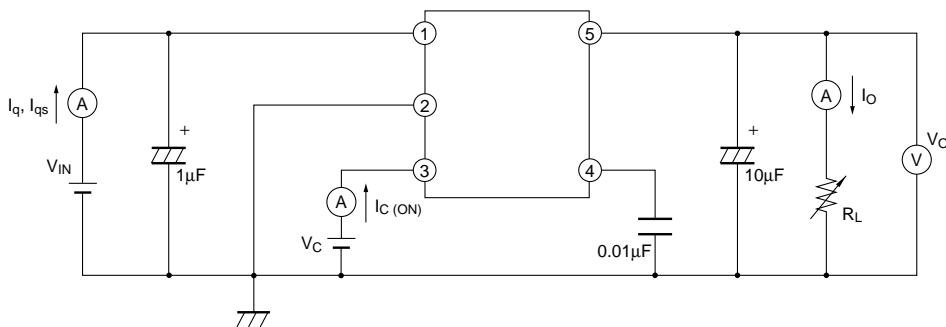 1
5
Iq, Iqs
A
A
IO
+
2
+
VO
VIN
V
1μF
3
4
10μF
A
IC (ON)
RL
VC
0.01μF